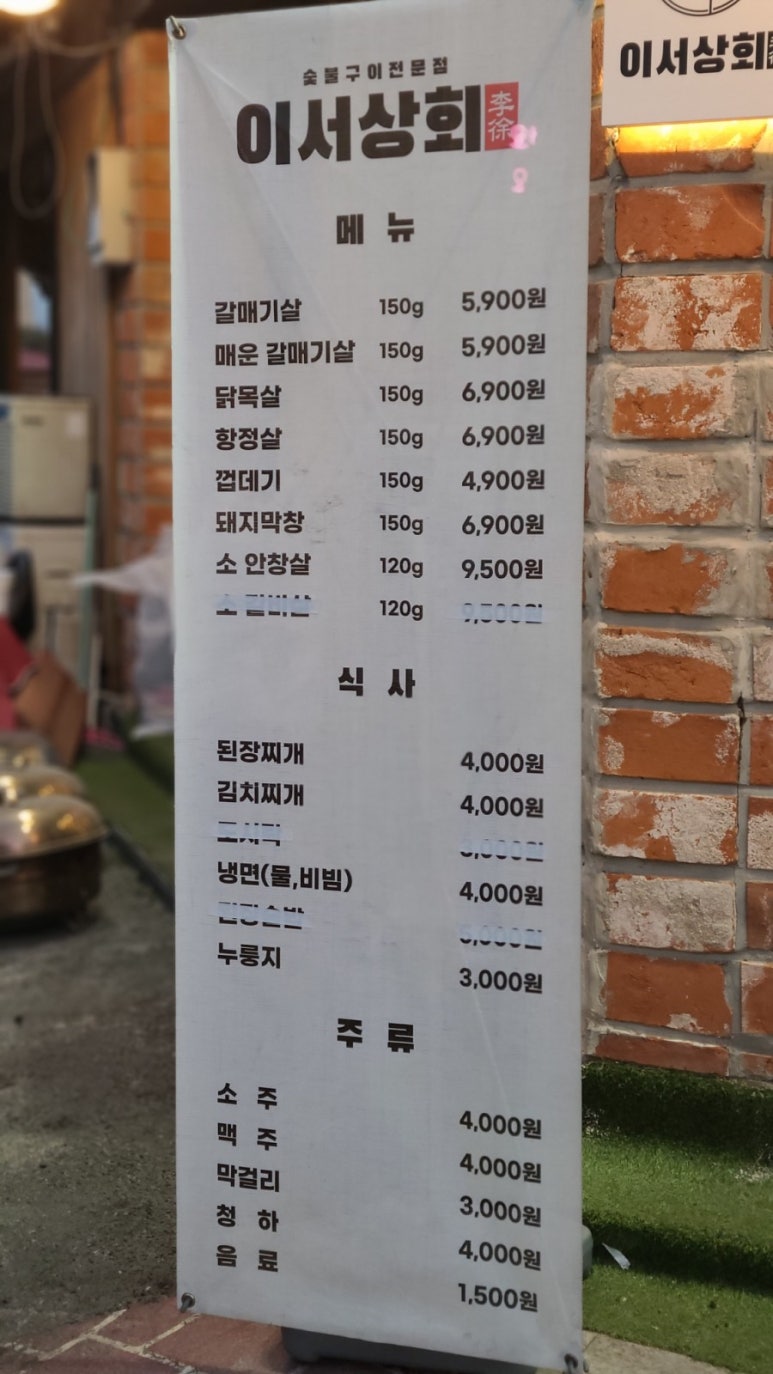 숯불구이전문점
이서상회 李徐
이서상회
메 뉴
갈매기살 150g 5,900원
매운 갈매기살 150g 5,900원
닭목살 150g 6,900원
항정살 150g 6,900원
껍데기 150g 4,900원
돼지막창 150g 6,900원
소 안창살 120g 9,500원
120g
식 사
된장찌개 4,000원
김치찌개 4,000원
냉면(물,비빔) 4,000원
누룽지 3,000원
주 류
소 주 4,000원
맥 주 4,000원
막걸리 3,000원
청 하 4,000원
음 료 1,500원